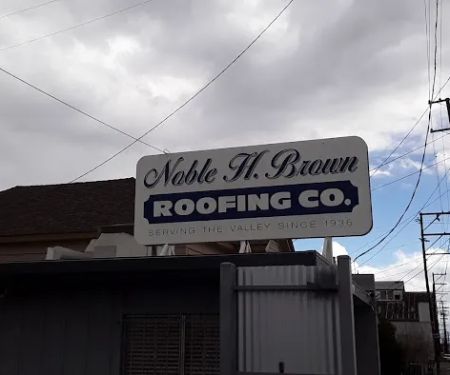 Noble H. Brown
ROOFING CO.
SERVING THE VALLEY SINCE 1936